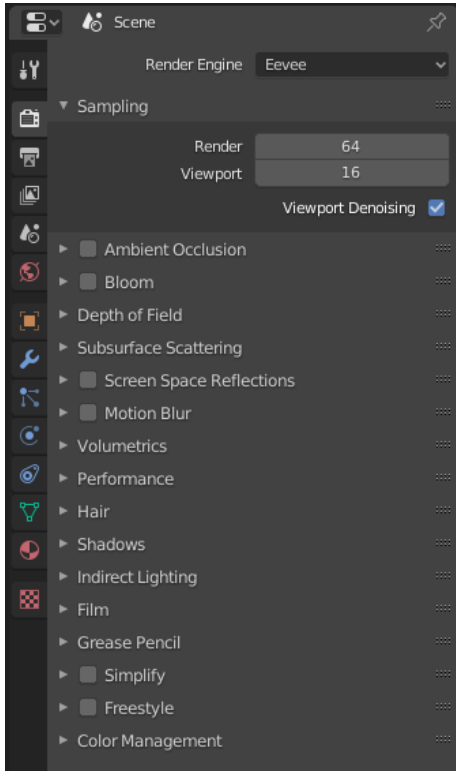 Scene
Render Engine Eevee
Sampling
Render 64
Viewport 16
Viewport Denoising
Ambient Occlusion
Bloom
Depth of Field
Subsurface Scattering
Screen Space Reflections
Motion Blur
Volumetrics
Performance
Hair
Shadows
Indirect Lighting
Film
Grease Pencil
Simplify
Freestyle
Color Management